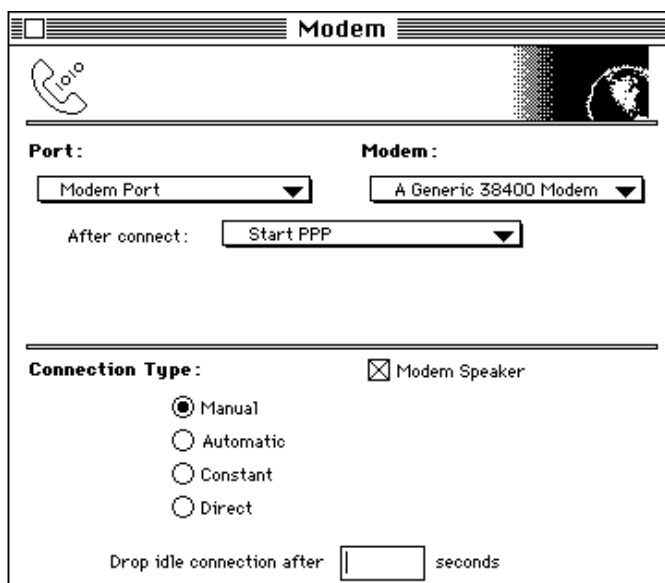 Modem
Port: Modem:
Modem Port A Generic 38400 Modem
After connect: Start PPP
Connection Type: Modem Speaker
Manual
Automatic
Constant
Direct
Drop idle connection after seconds